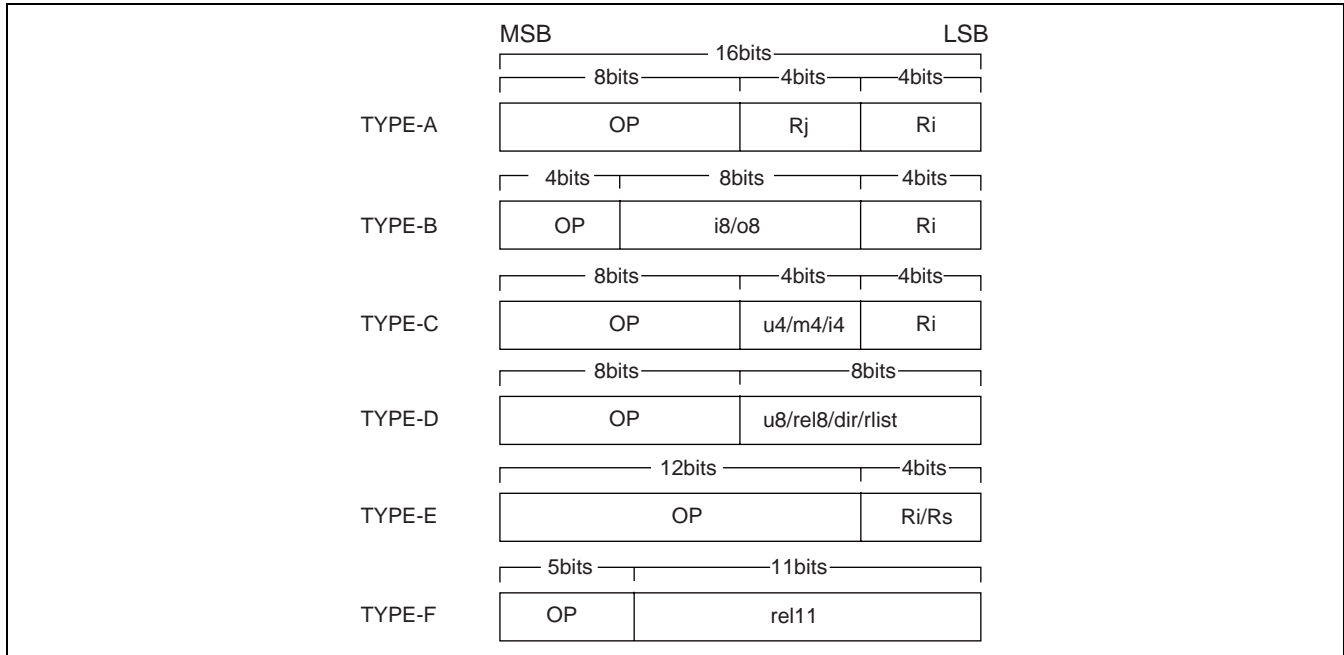 MSB LSB
16bits
8bits 4bits 4bits
TYPE-A OP Rj Ri
4bits 8bits 4bits
TYPE-B OP i8/o8 Ri
8bits 4bits 4bits
TYPE-C OP u4/m4/i4 Ri
8bits 8bits
TYPE-D OP u8/rel8/dir/rlist
12bits 4bits
TYPE-E OP Ri/Rs
5bits 11bits
TYPE-F OP rel11